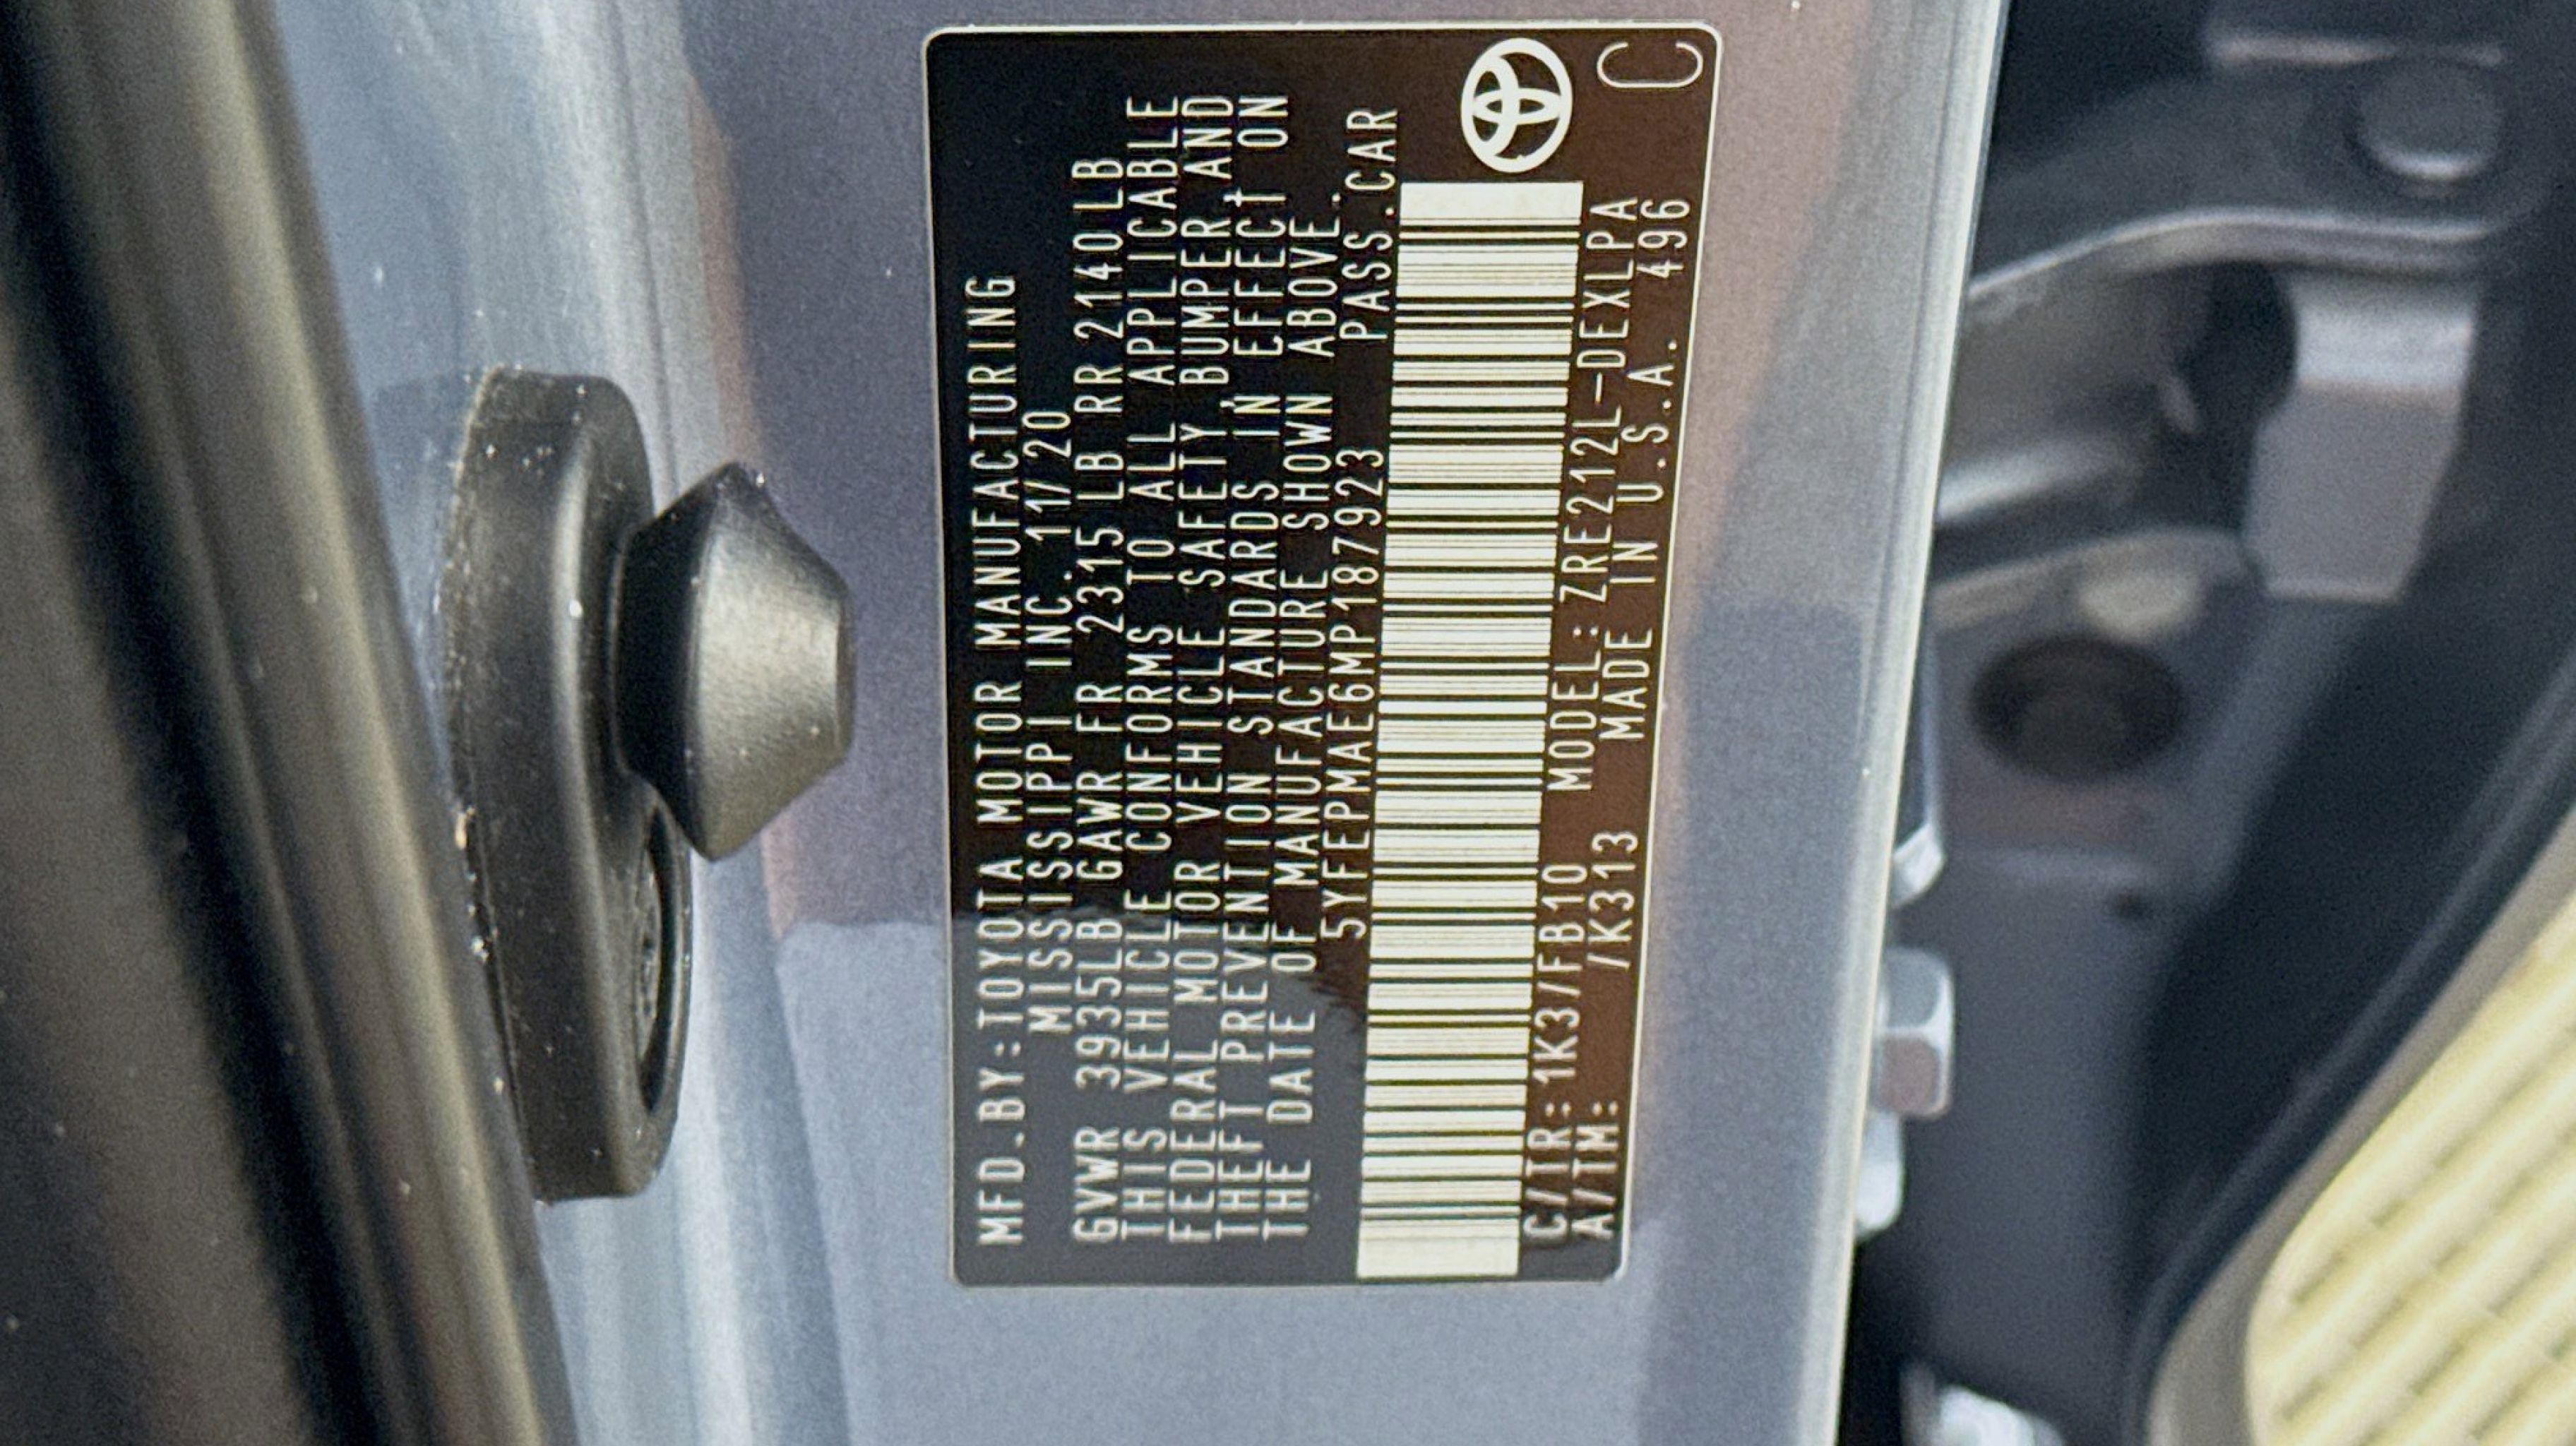 MFD.BY:TOYOTA MOTOR MANUFACTURING
MISSISSIPPI INC. 11/20
GVWR 3935LB GAWR FR 2315 LB RR 2140LB
THIS VEHICLE CONFORMS TO ALL APPLICABLE
FEDERAL MOTOR VEHICLE SAFETY, BUMPER AND
THEFT PREVENTION STANDARDS IN EFFECT ON
THE DATE OF MANUFACTURE SHOWN ABOVE.
5YFEPMAE6MP187923 PASS.CAR
C/TR:1K3/FB10 MODEL:ZRE212L-DEXLPA
A/TM: /K313 MADE IN U.S.A. 496
C